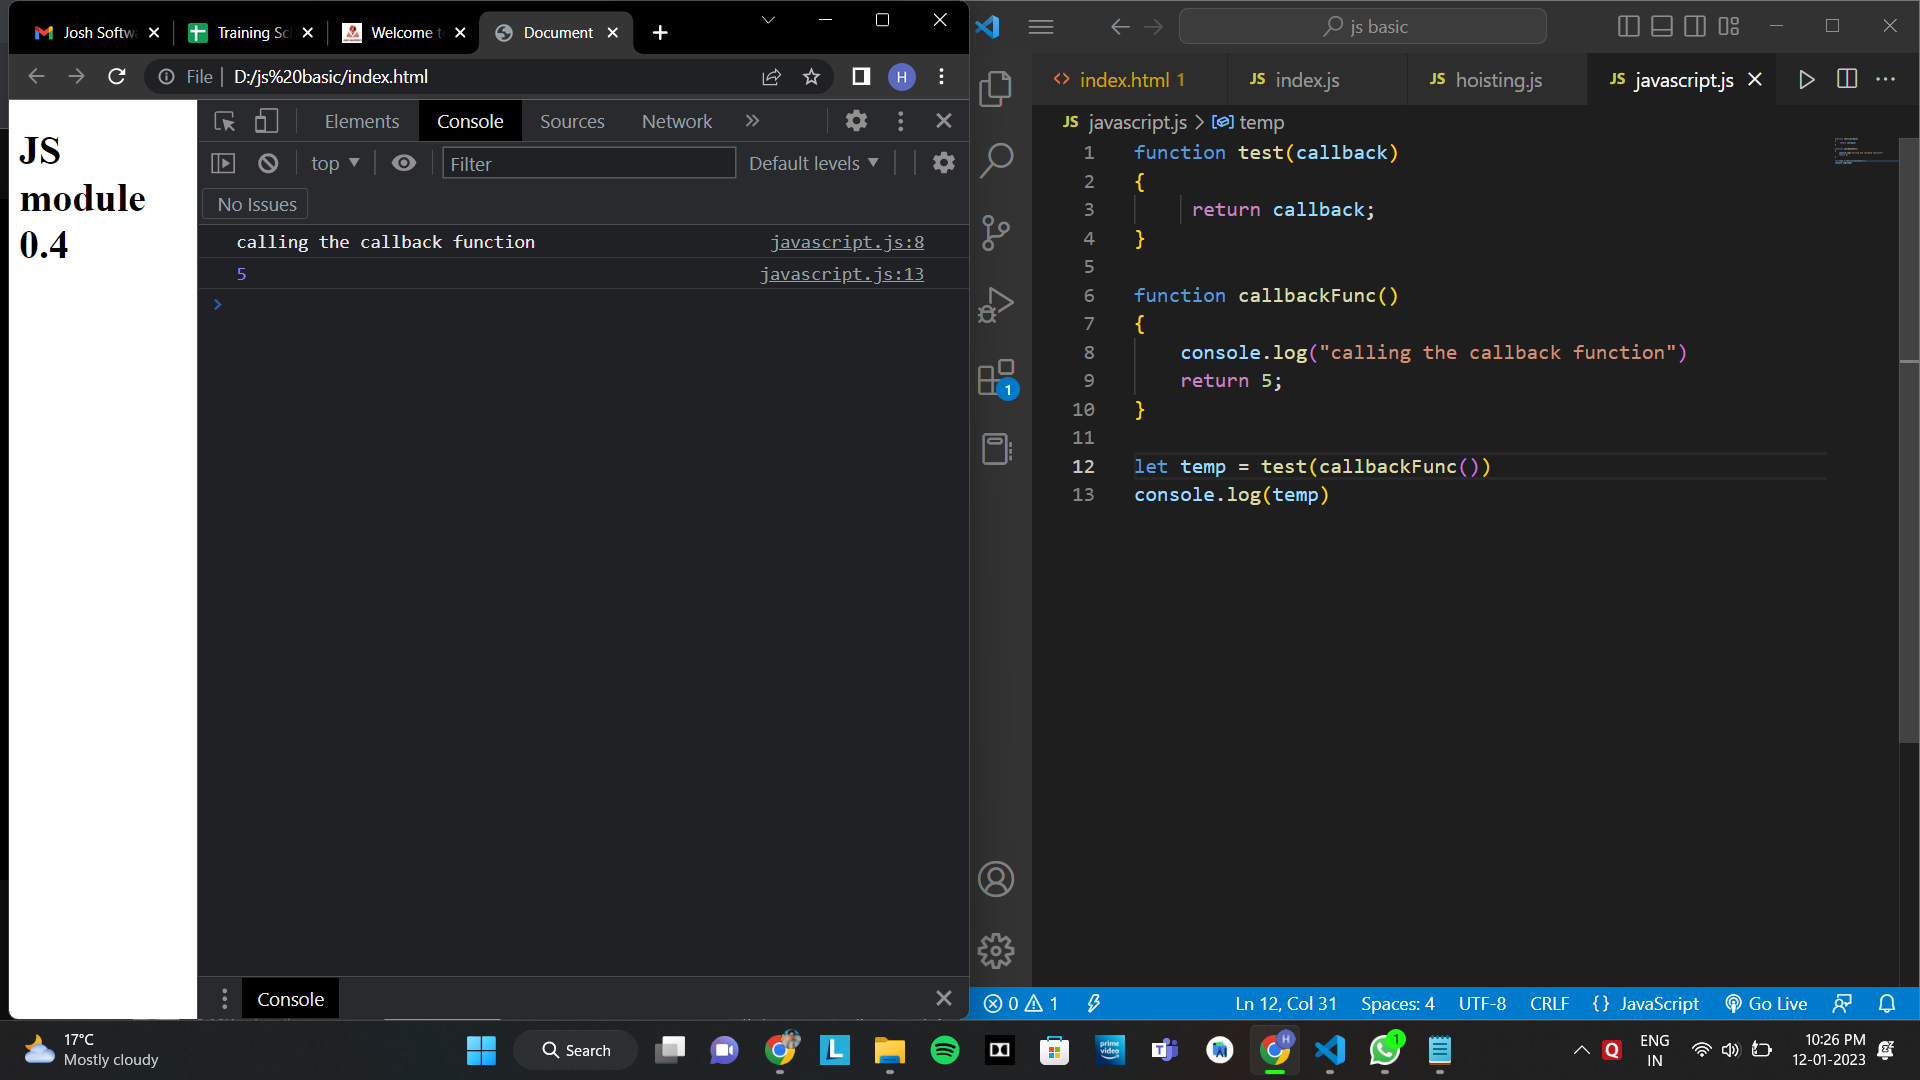 Josh Softw
Training Sc
Welcome t
Document
File
D:/js%20basic/index.html
H
JS
module
0.4
Elements
Console
Sources
Network
top
Filter
Default levels
No Issues
calling the callback function
javascript.js:8
5
javascript.js:13
Console
js basic
index.html 1
JS index.js
JS hoisting.js
JS javascript.js
JS javascript.js > temp
1 function test(callback)
2 {
3 return callback;
4 }
5
6 function callbackFunc()
7 {
8 console.log("calling the callback function")
9 return 5;
10 }
11
12 let temp = test(callbackFunc())
13 console.log(temp)
1
0 1
Ln 12, Col 31
Spaces: 4
UTF-8
CRLF
{ } JavaScript
Go Live
17°C
Mostly cloudy
Search
L
prime
video
H
1
Q
ENG
IN
10:26 PM
12-01-2023